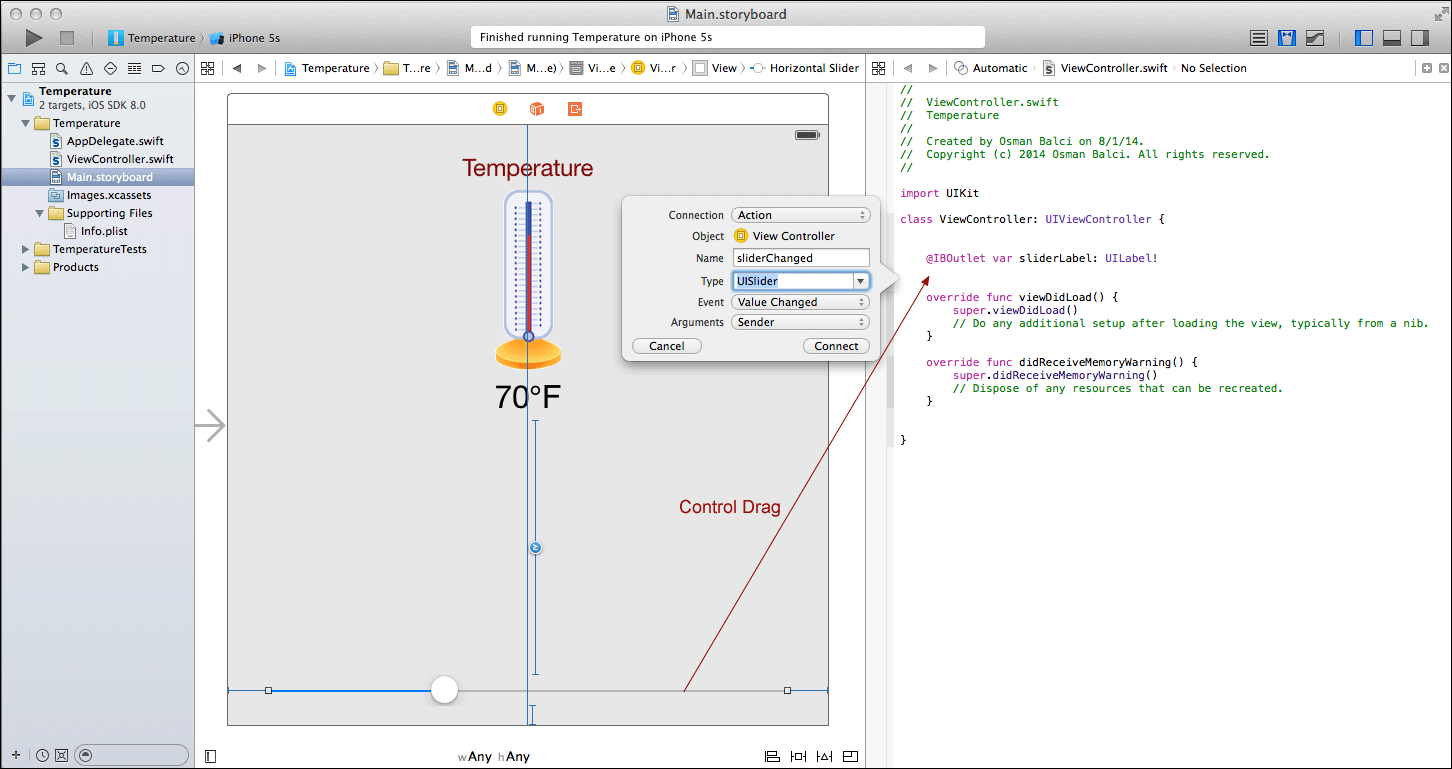 Main.storyboard
Temperature iPhone 5s
Finished running Temperature on iPhone 5s
Temperature T...re M...d M...e) Vi...e Vi...r View Horizontal Slider
Automatic ViewController.swift No Selection
Temperature
2 targets, iOS SDK 8.0
Temperature
AppDelegate.swift
ViewController.swift
Main.storyboard
Images.xcassets
Supporting Files
Info.plist
TemperatureTests
Products
Temperature
70°F
Connection Action
Object View Controller
Name sliderChanged
Type UISlider
Event Value Changed
Arguments Sender
Cancel Connect
Control Drag
wAny hAny
//
// ViewController.swift
// Temperature
//
// Created by Osman Balci on 8/1/14.
// Copyright (c) 2014 Osman Balci. All rights reserved.
//
import UIKit
class ViewController: UIViewController {
@IBOutlet var sliderLabel: UILabel!
override func viewDidLoad() {
super.viewDidLoad()
// Do any additional setup after loading the view, typically from a nib.
}
override func didReceiveMemoryWarning() {
super.didReceiveMemoryWarning()
// Dispose of any resources that can be recreated.
}
}